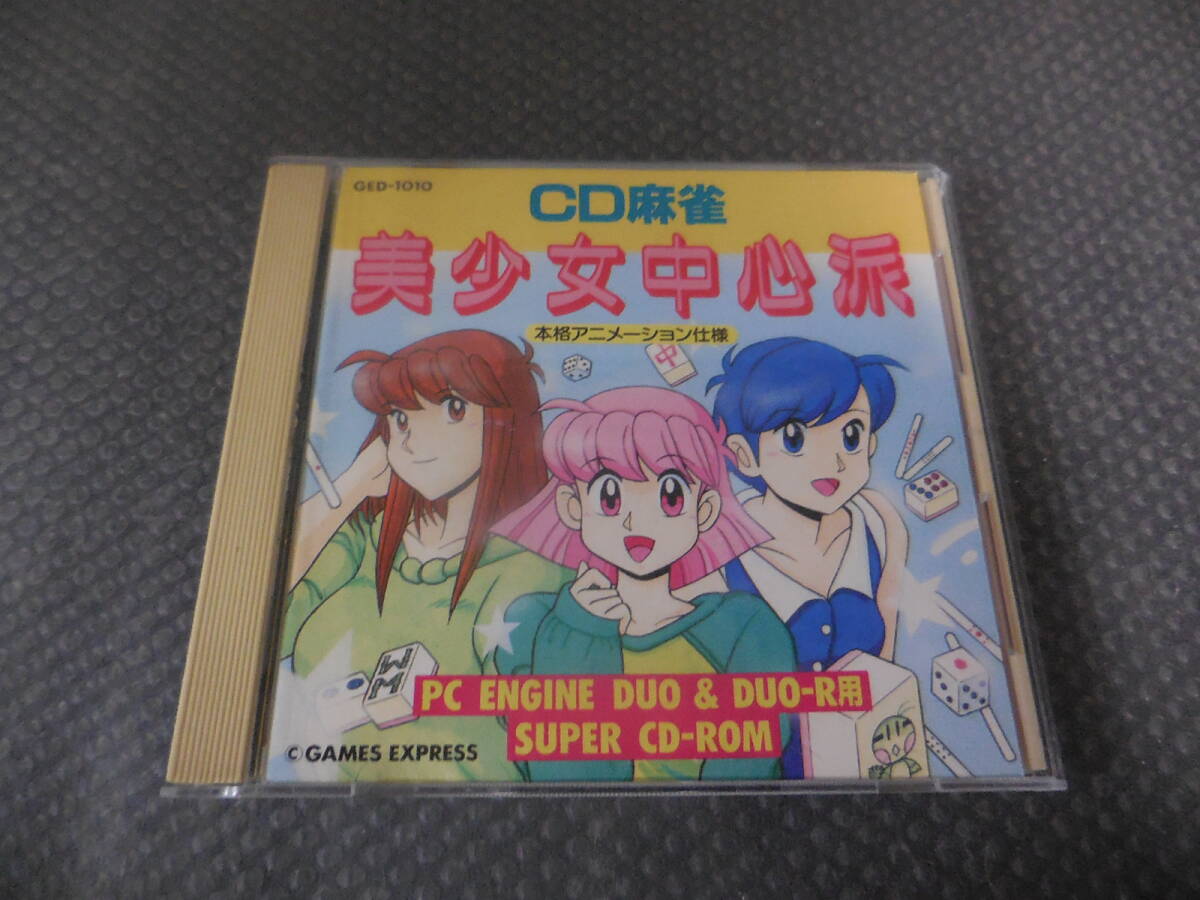 GED-1010
CD麻雀
美少女中心派
本格アニメーション仕様
中
PC ENGINE DUO & DUO-R用
SUPER CD-ROM
© GAMES EXPRESS